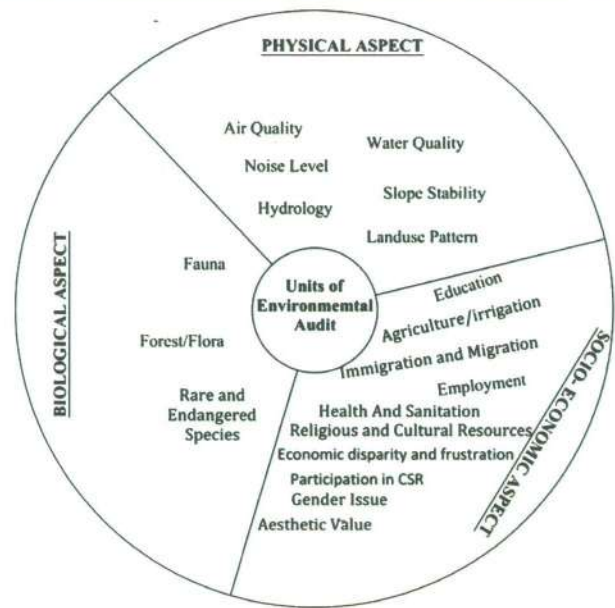 PHYSICAL ASPECT
Air Quality
Water Quality
Noise Level
Slope Stability
Hydrology
Landuse Pattern
BIOLOGICAL ASPECT
Fauna
Forest/Flora
Rare and
Endangered
Species
Units of
Environmemtal
Audit
Education
Agriculture/irrigation
Immigration and Migration
Employment
Health And Sanitation
Religious and Cultural Resources
Economic disparity and frustration
Participation in CSR
Gender Issue
Aesthetic Value
SOCIO- ECONOMIC ASPECT